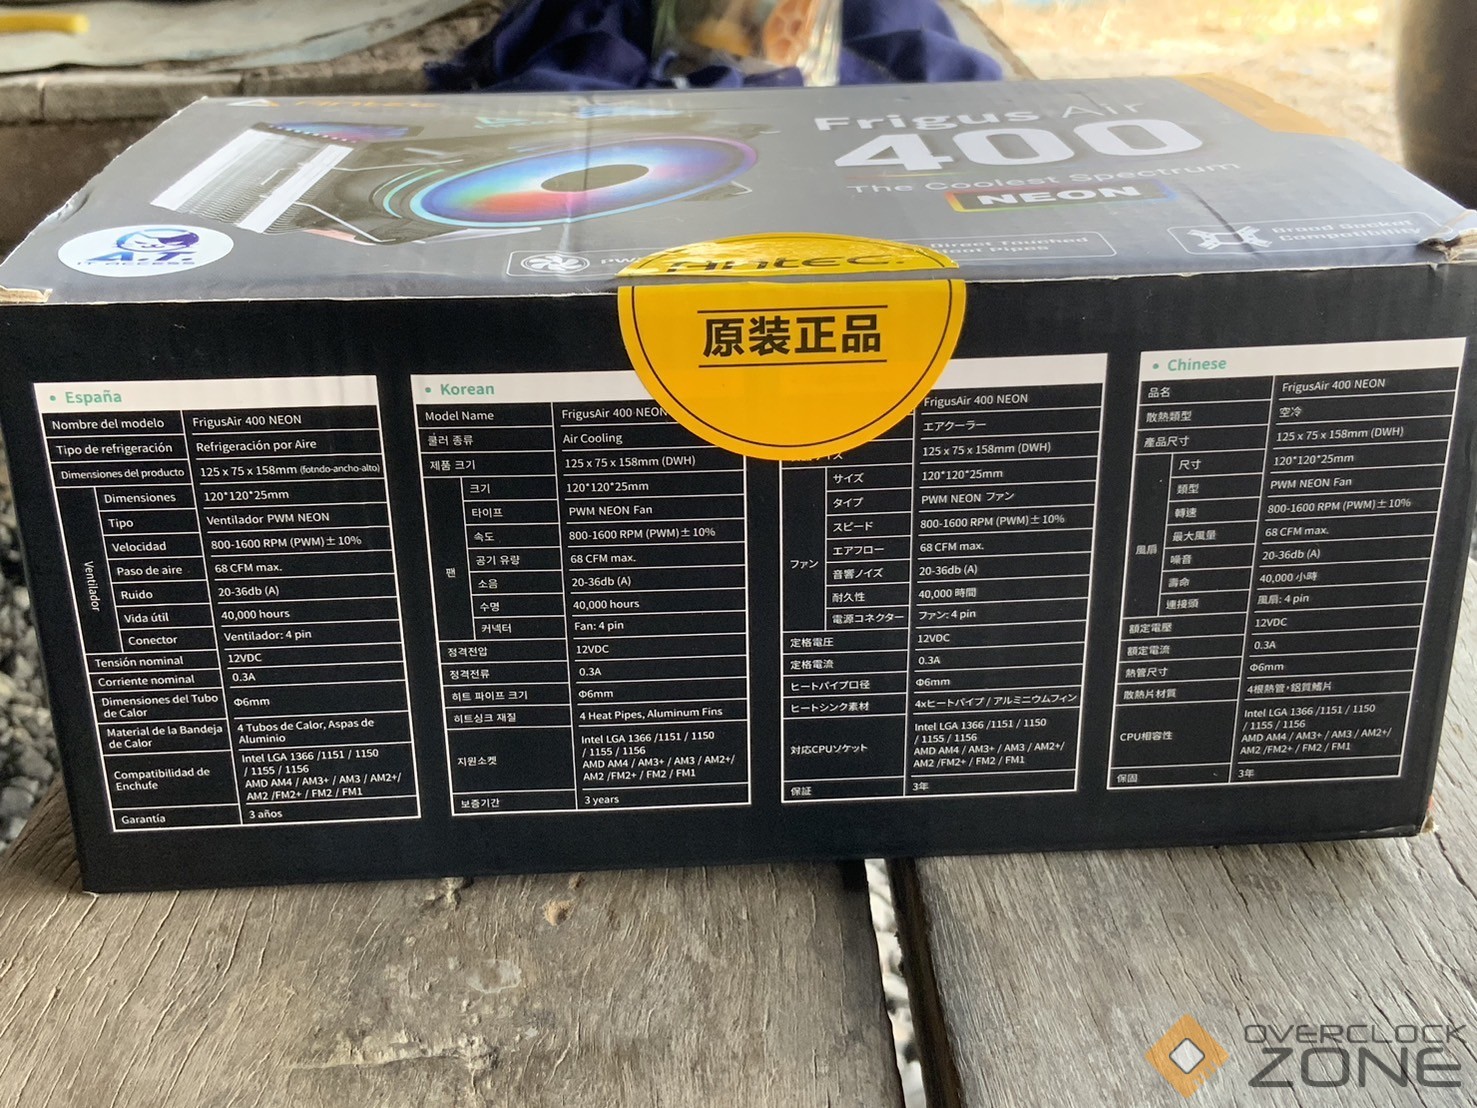 Antec
Frigus Air
400
The Coolest Spectrum
NEON
A.T.
IT ACCESS
PW
Direct Touched
Heat Pipes
Broad Socket
Compatibility
Antec
原装正品
• España
Nombre del modelo FrigusAir 400 NEON
Tipo de refrigeración Refrigeración por Aire
Dimensiones del producto 125 x 75 x 158mm (fotndo-ancho-alto)
Ventilador
Dimensiones 120*120*25mm
Tipo Ventilador PWM NEON
Velocidad 800-1600 RPM (PWM)± 10%
Paso de aire 68 CFM max.
Ruido 20-36db (A)
Vida útil 40,000 hours
Conector Ventilador: 4 pin
Tensión nominal 12VDC
Corriente nominal 0.3A
Dimensiones del Tubo
de Calor Φ6mm
Material de la Bandeja
de Calor 4 Tubos de Calor, Aspas de
Aluminio
Compatibilidad de
Enchufe Intel LGA 1366 /1151 / 1150
/ 1155 / 1156
AMD AM4 / AM3+ / AM3 / AM2+/
AM2 /FM2+ / FM2 / FM1
Garantía 3 años
• Korean
Model Name FrigusAir 400 NEON
쿨러 종류 Air Cooling
제품 크기 125 x 75 x 158mm (DWH)
팬
크기 120*120*25mm
타이프 PWM NEON Fan
속도 800-1600 RPM (PWM)± 10%
공기 유량 68 CFM max.
소음 20-36db (A)
수명 40,000 hours
커넥터 Fan: 4 pin
정격전압 12VDC
정격전류 0.3A
히트 파이프 크기 Φ6mm
히트싱크 재질 4 Heat Pipes, Aluminum Fins
지원소켓 Intel LGA 1366 /1151 / 1150
/ 1155 / 1156
AMD AM4 / AM3+ / AM3 / AM2+/
AM2 /FM2+ / FM2 / FM1
보증기간 3 years
FrigusAir 400 NEON
エアクーラー
125 x 75 x 158mm (DWH)
ファン
サイズ 120*120*25mm
タイプ PWM NEON ファン
スピード 800-1600 RPM (PWM)± 10%
エアフロー 68 CFM max.
音響ノイズ 20-36db (A)
耐久性 40,000 時間
電源コネクター ファン: 4 pin
定格電圧 12VDC
定格電流 0.3A
ヒートパイプ口径 Φ6mm
ヒートシンク素材 4xヒートパイプ / アルミニウムフィン
対応CPUソケット Intel LGA 1366 /1151 / 1150
/ 1155 / 1156
AMD AM4 / AM3+ / AM3 / AM2+/
AM2 /FM2+ / FM2 / FM1
保証 3年
• Chinese
品名 FrigusAir 400 NEON
散熱類型 空冷
產品尺寸 125 x 75 x 158mm (DWH)
風扇
尺寸 120*120*25mm
類型 PWM NEON Fan
轉速 800-1600 RPM (PWM)± 10%
最大風量 68 CFM max.
噪音 20-36db (A)
壽命 40,000 小時
連接頭 風扇: 4 pin
額定電壓 12VDC
額定電流 0.3A
熱管尺寸 Φ6mm
散熱片材質 4根熱管·鋁質鰭片
CPU相容性 Intel LGA 1366 /1151 / 1150
/ 1155 / 1156
AMD AM4 / AM3+ / AM3 / AM2+/
AM2 /FM2+ / FM2 / FM1
保固 3年
OVERCLOCK
ZONE